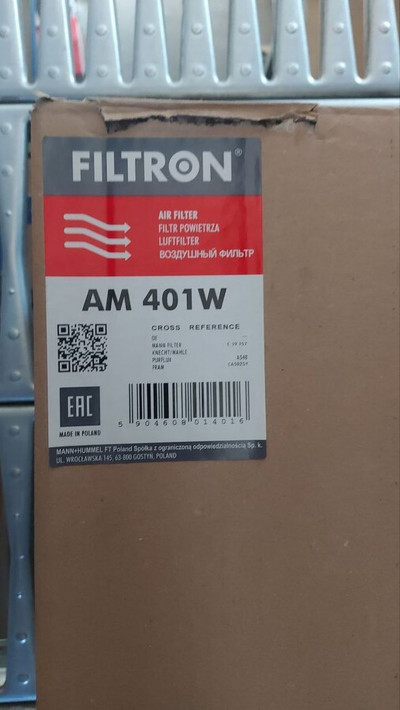 FILTRON®
AIR FILTER
FILTR POWIETRZA
LUFTFILTER
ВОЗДУШНЫЙ ФИЛЬТР
AM 401W
CROSS REFERENCE
OE
MANN FILTER
KNECHT/MAHLE
PURFLUX A348
FRAM
EAC
5 904608 014016
MADE IN POLAND
MANN+HUMMEL FT Poland Spółka z ograniczoną odpowiedzialnością Sp. k.
UL. WROCŁAWSKA 145, 63-800 GOSTYŃ, POLAND